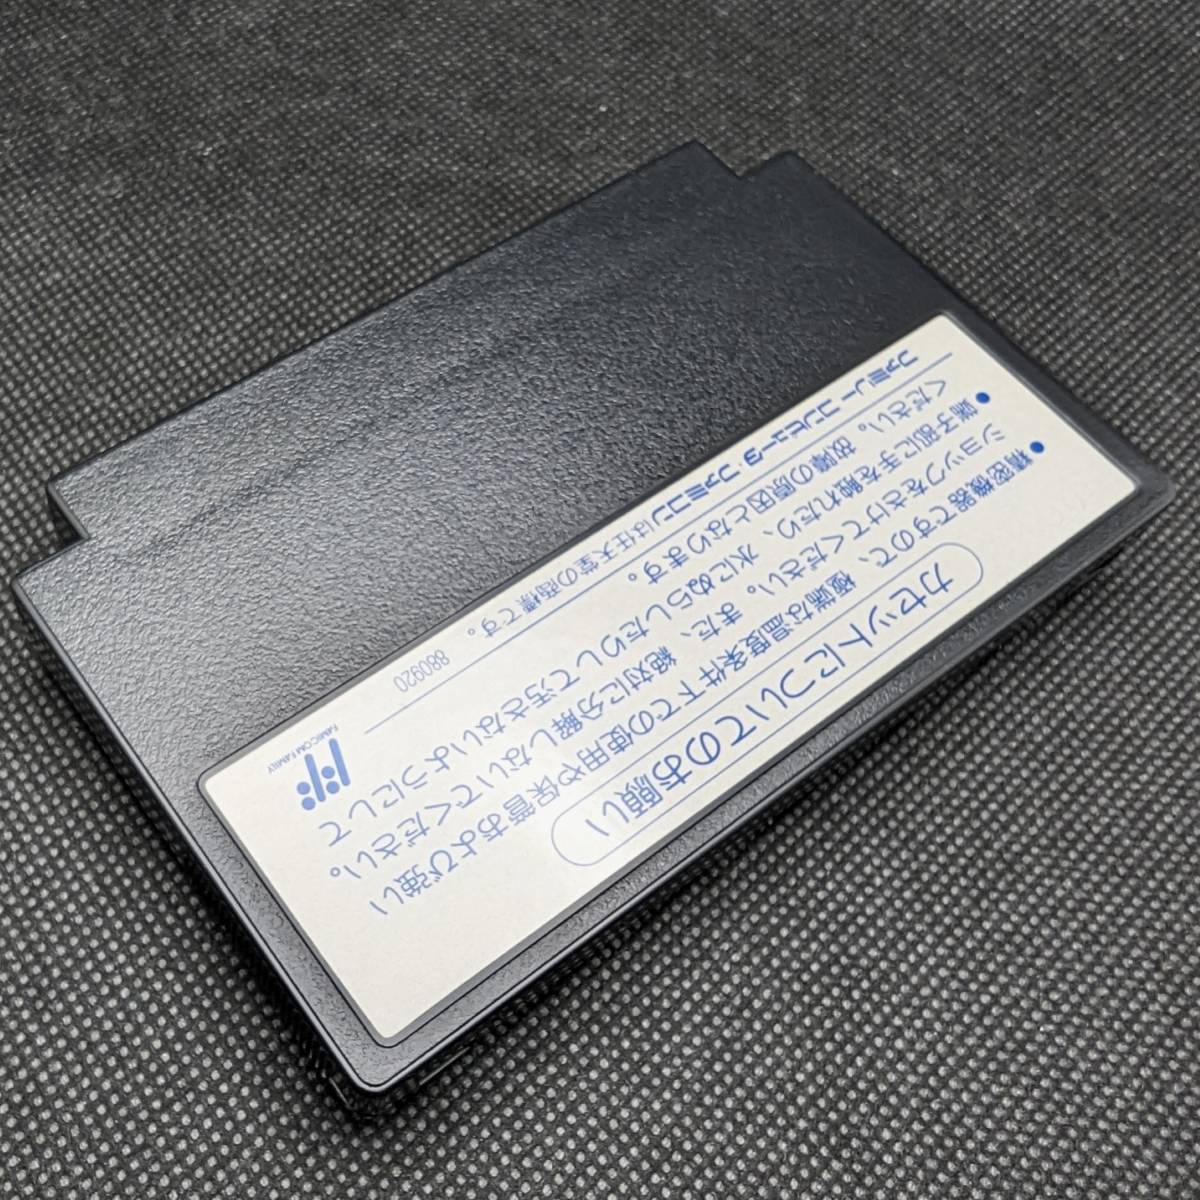 カセットについてのお願い
●精密機器ですので、極端な温度条件下での使用や保管および強い
ショックをさけてください。また、絶対に分解しないでください。
●端子部に手を触れたり、水にぬらしたりして汚さないようにして
ください。故障の原因となります。
ファミリーコンピュータ・ファミコンは任天堂の商標です。
880920
FAMICOM FAMILY